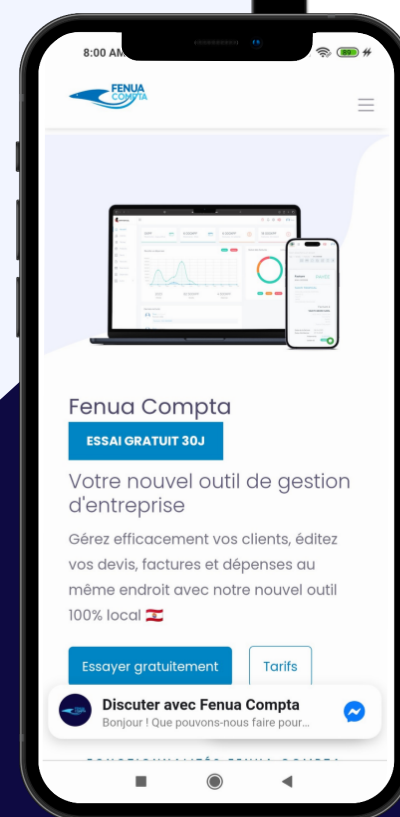 8:00 AM
FENUA
COMPTA
Fenua Compta
ESSAI GRATUIT 30J
Votre nouvel outil de gestion
d'entreprise
Gérez efficacement vos clients, éditez
vos devis, factures et dépenses au
même endroit avec notre nouvel outil
100% local
Essayer gratuitement
Tarifs
Discuter avec Fenua Compta
Bonjour ! Que pouvons-nous faire pour...